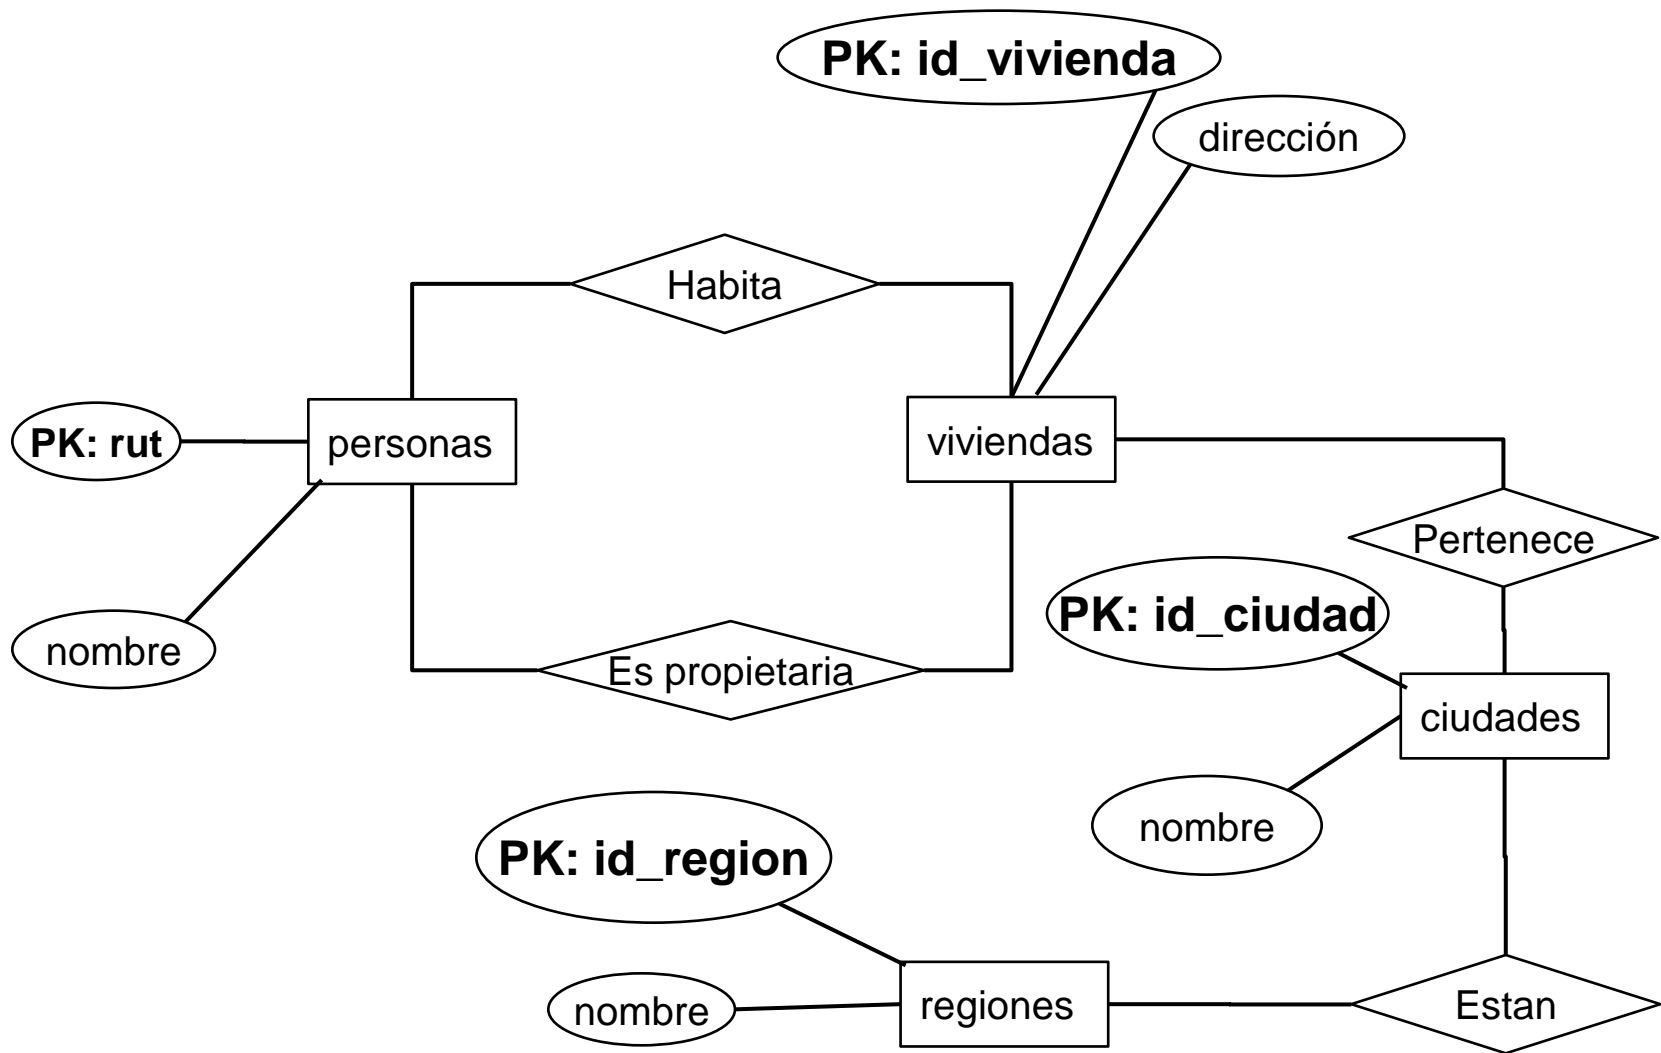 PK: id_vivienda
dirección
Habita
PK: rut
personas
viviendas
Pertenece
PK: id_ciudad
nombre
Es propietaria
ciudades
PK: id_region
nombre
nombre
regiones
Estan